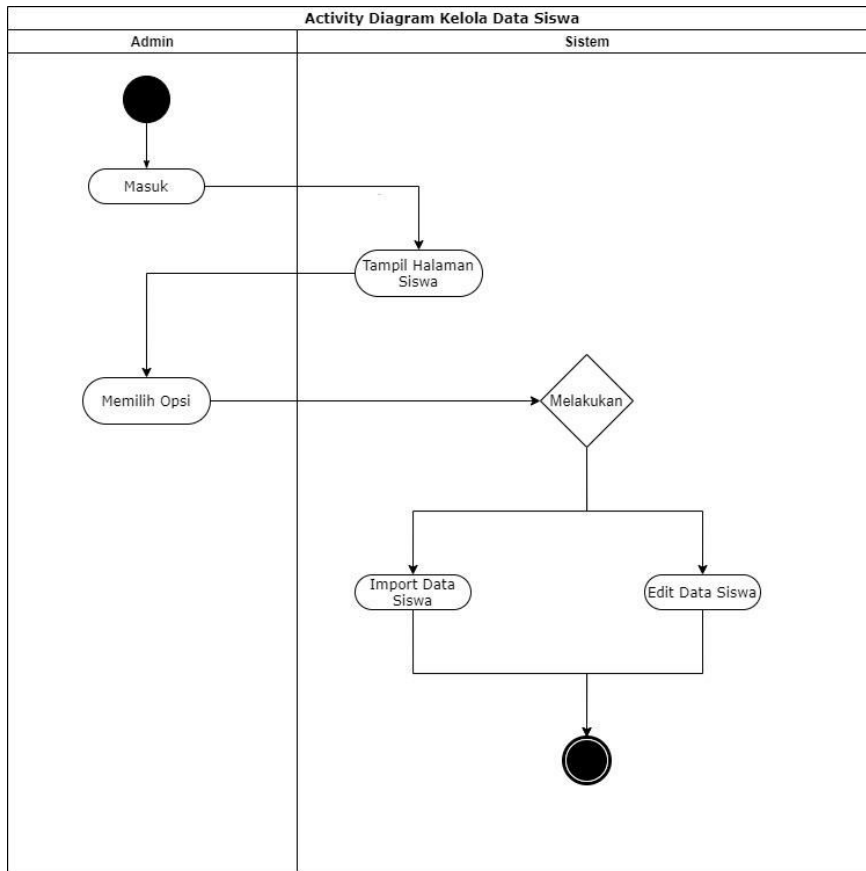 Activity Diagram Kelola Data Siswa
Admin
Sistem
Masuk
Tampil Halaman
Siswa
Memilih Opsi
Melakukan
Import Data
Siswa
Edit Data Siswa